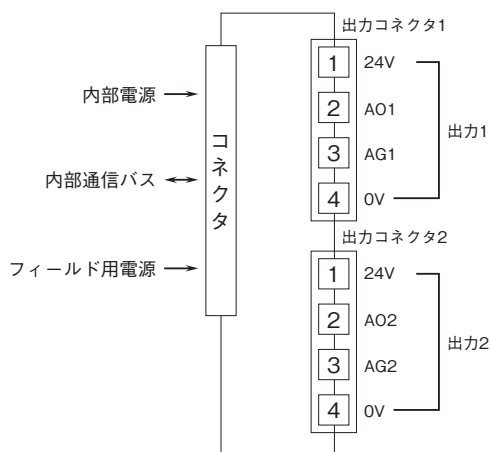 内部電源
内部通信バス
フィールド用電源
コネクタ
出力コネクタ1
1 24V
2 AO1
3 AG1
4 0V
出力1
出力コネクタ2
1 24V
2 AO2
3 AG2
4 0V
出力2